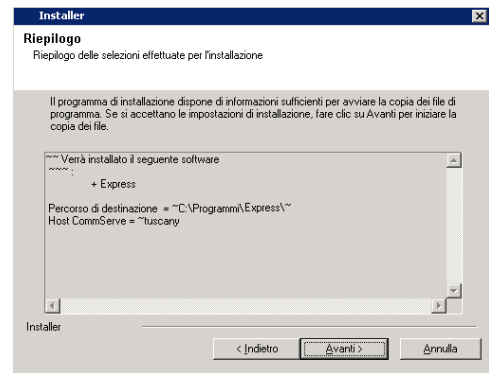 Installer
Riepilogo
Riepilogo delle selezioni effettuate per l'installazione
Il programma di installazione dispone di informazioni sufficienti per avviare la copia dei file di
programma. Se si accettano le impostazioni di installazione, fare clic su Avanti per iniziare la
copia dei file.
~~ Verrà installato il seguente software
~~~ :
+ Express
Percorso di destinazione = ~C:\Programmi\Express\~
Host CommServe = ~tuscany
Installer
< Indietro
Avanti >
Annulla